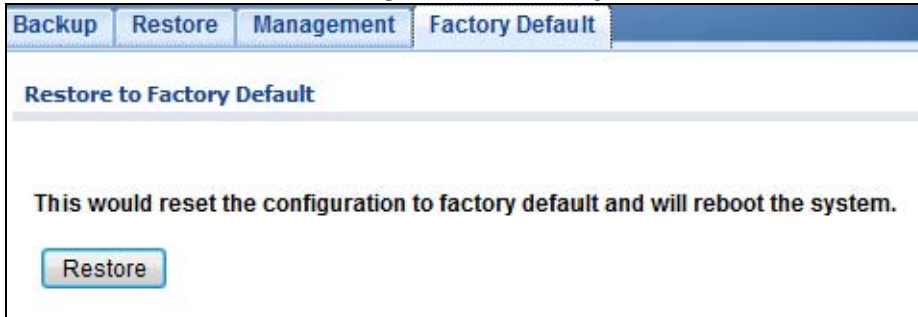 Backup Restore Management Factory Default
Restore to Factory Default
This would reset the configuration to factory default and will reboot the system.
Restore